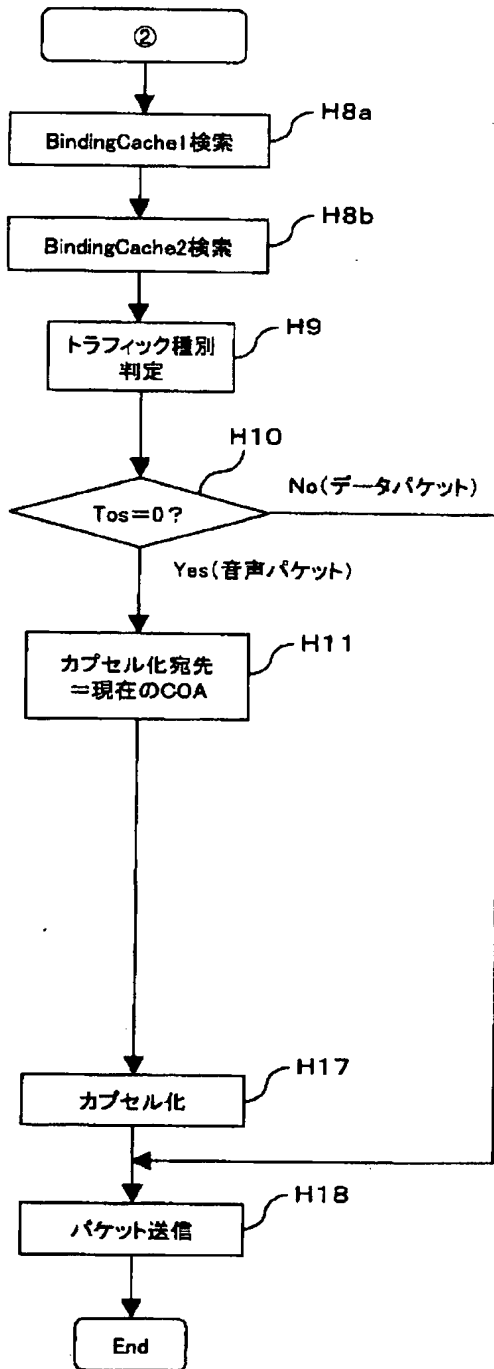 ②
H8a
BindingCache1検索
H8b
BindingCache2検索
H9
トラフィック種別
判定
H10
No(データパケット)
Tos=0?
Yes(音声パケット)
H11
カプセル化宛先
=現在のCOA
H17
カプセル化
H18
パケット送信
End